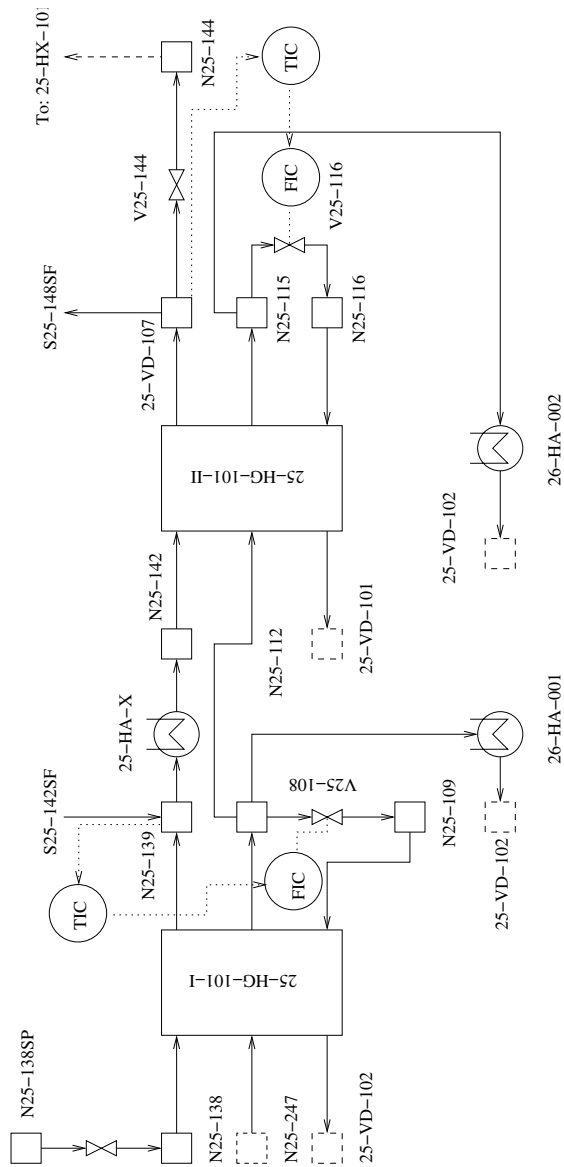 To: 25-HX-101
N25-144
V25-144
S25-148SF
25-VD-107
TIC
FIC
V25-116
N25-115
N25-116
25-HG-101-II
26-HA-002
25-VD-102
N25-142
N25-112
25-VD-101
25-HA-X
S25-142SF
N25-139
TIC
FIC
V25-108
N25-109
26-HA-001
25-VD-102
25-HG-101-I
N25-138SP
N25-138
N25-247
25-VD-102